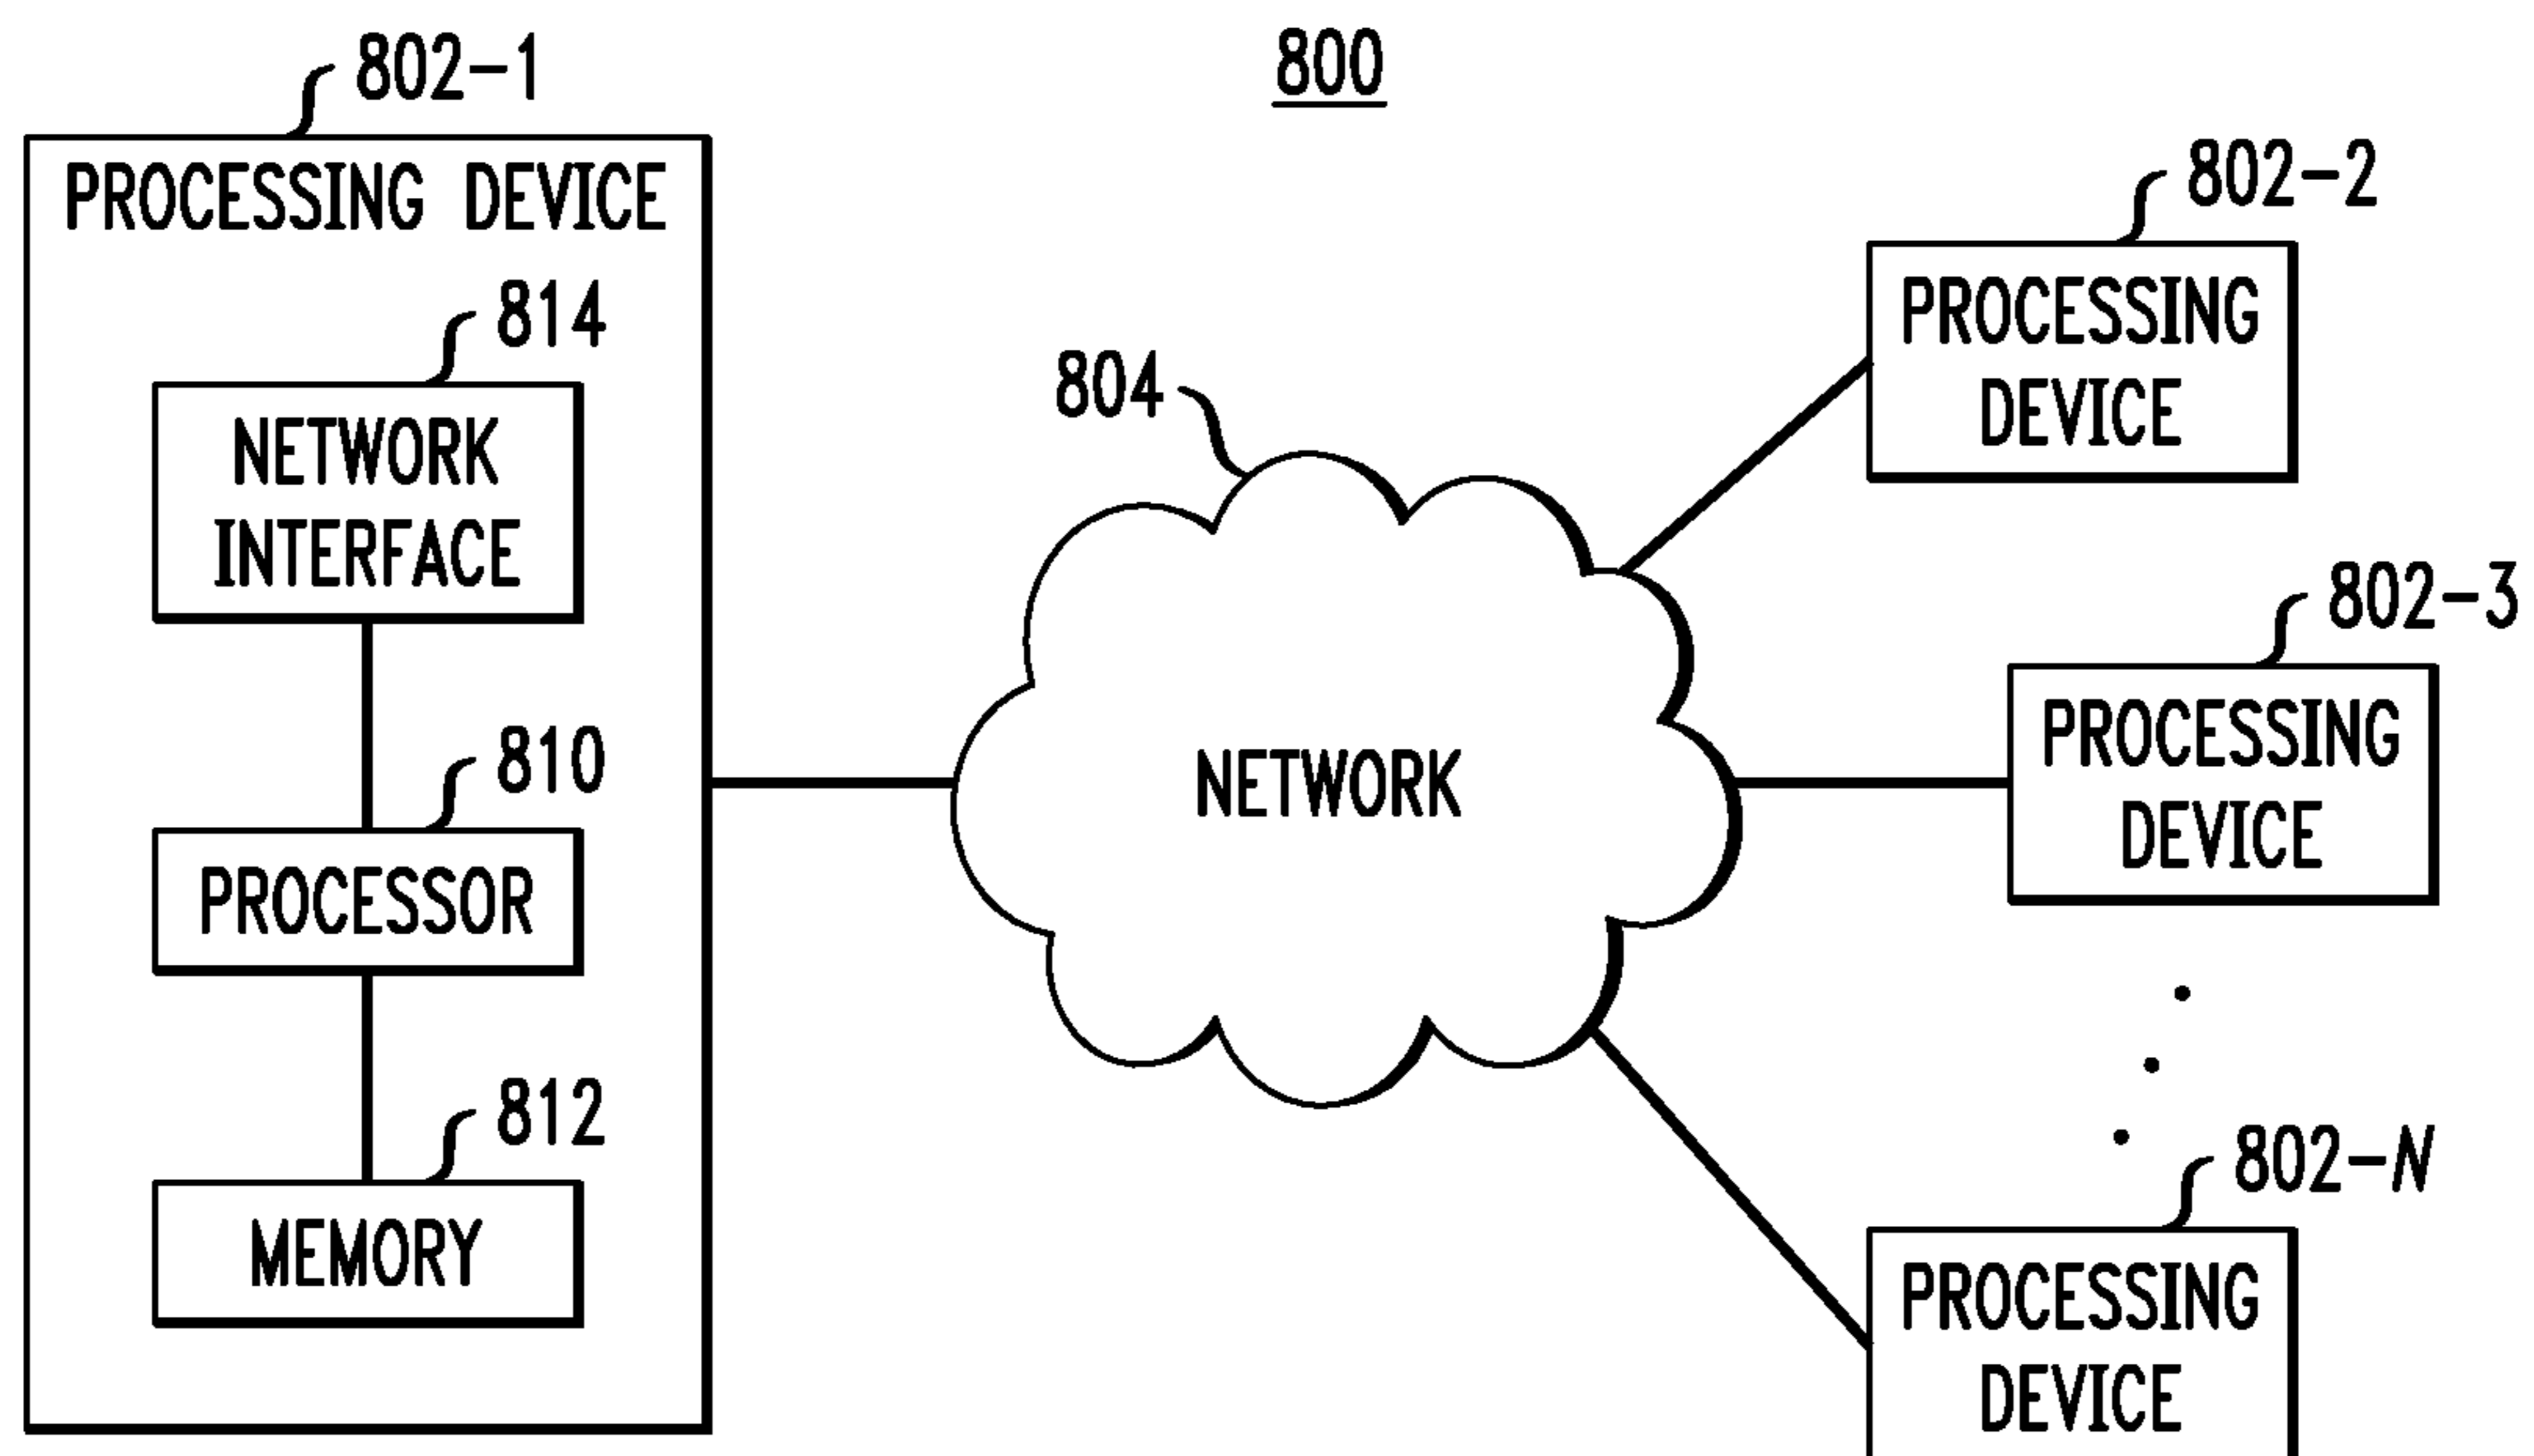 800
802-1
PROCESSING DEVICE
814
NETWORK
INTERFACE
810
PROCESSOR
812
MEMORY
804
NETWORK
802-2
PROCESSING
DEVICE
802-3
PROCESSING
DEVICE
802-N
PROCESSING
DEVICE